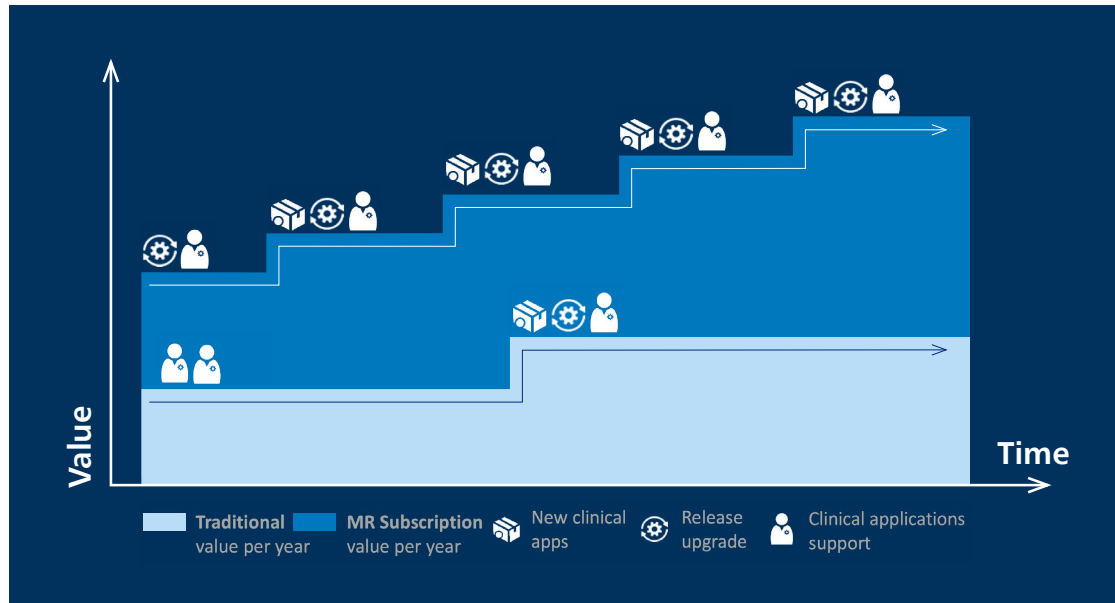 Value
Time
Traditional
value per year
MR Subscription
value per year
New clinical
apps
Release
upgrade
Clinical applications
support